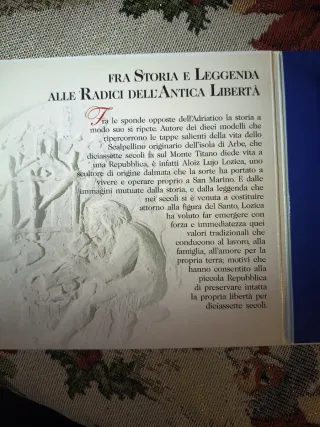 FRA STORIA E LEGGENDA
ALLE RADICI DELL'ANTICA LIBERTÀ
Fra le sponde opposte dell'Adriatico la storia a
modo suo si ripete. Autore dei dieci modelli che
ripercorrono le tappe salienti della vita dello
Scalpellino originario dell'isola di Arbe, che
diciassette secoli fa sul Monte Titano diede vita a
una Repubblica, è infatti Alojz Lujo Lozica, uno
scultore di origine dalmata che la sorte ha portato a
vivere e operare proprio a San Marino. E dalle
immagini mutuate dalla storia, e dalla leggenda che
nei secoli si è venuta a costituire
attorno alla figura del Santo, Lozica
ha voluto far emergere con
forza e immediatezza quei
valori tradizionali che
conducono al lavoro, alla
famiglia, all'amore per la
propria terra; motivi che
hanno consentito alla
piccola Repubblica
di preservare intatta
la propria libertà per
diciassette secoli.